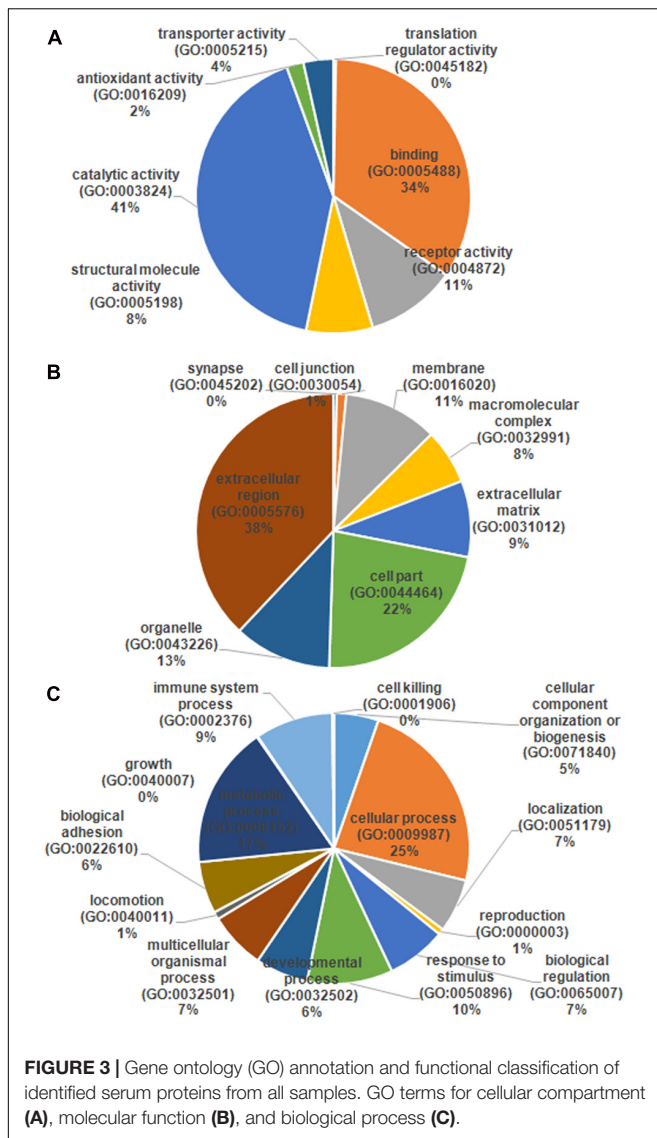 A
transporter activity
(GO:0005215)
4%
translation
regulator activity
(GO:0045182)
0%
antioxidant activity
(GO:0016209)
2%
binding
(GO:0005488)
34%
catalytic activity
(GO:0003824)
41%
receptor activity
(GO:0004872)
11%
structural molecule
activity
(GO:0005198)
8%
B
synapse
(GO:0045202)
0%
cell junction
(GO:0030054)
1%
membrane
(GO:0016020)
11%
macromolecular
complex
(GO:0032991)
8%
extracellular
region
(GO:0005576)
38%
extracellular
matrix
(GO:0031012)
9%
cell part
(GO:0044464)
22%
organelle
(GO:0043226)
13%
C
immune system
process
(GO:0002376)
9%
cell killing
(GO:0001906)
0%
cellular
component
organization or
biogenesis
(GO:0071840)
5%
growth
(GO:0040007)
0%
metabolic
process
17%
cellular process
(GO:0009987)
25%
localization
(GO:0051179)
7%
biological
adhesion
(GO:0022610)
6%
reproduction
(GO:0000003)
1%
locomotion
(GO:0040011)
1%
multicellular
organismal
process
(GO:0032501)
7%
developmental
process
(GO:0032502)
6%
response to
stimulus
(GO:0050896)
10%
biological
regulation
(GO:0065007)
7%
FIGURE 3 | Gene ontology (GO) annotation and functional classification of
identified serum proteins from all samples. GO terms for cellular compartment
(A), molecular function (B), and biological process (C).